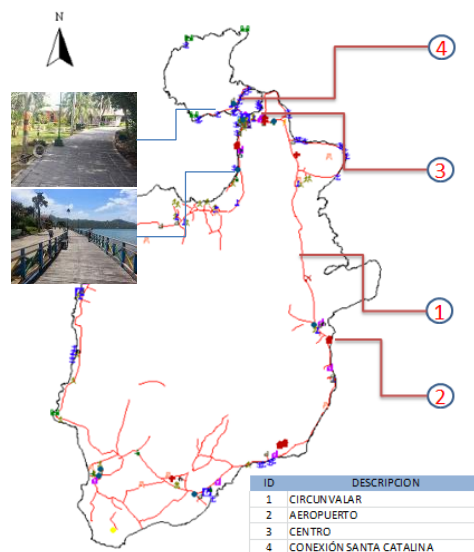 N
4
3
1
2
ID DESCRIPCION
1 CIRCUNVALAR
2 AEROPUERTO
3 CENTRO
4 CONEXIÓN SANTA CATALINA